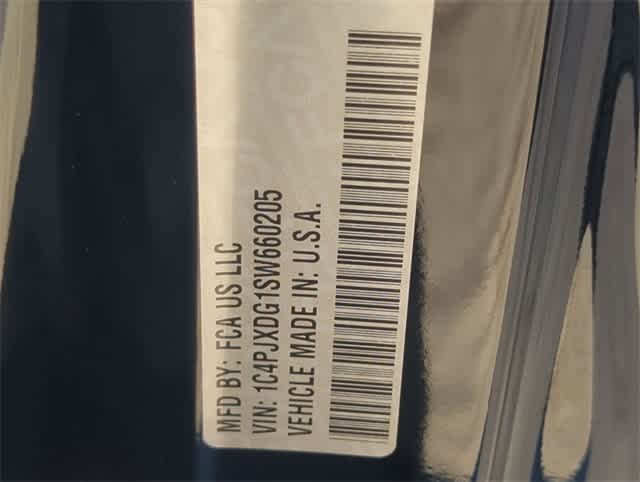 MFD BY: FCA US LLC
VIN: 1C4PJXDG1SW660205
VEHICLE MADE IN: U.S.A.